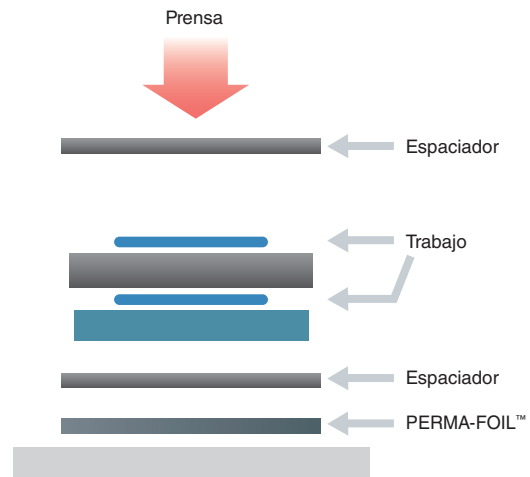 Prensa
Espaciador
Trabajo
Espaciador
PERMA-FOIL™